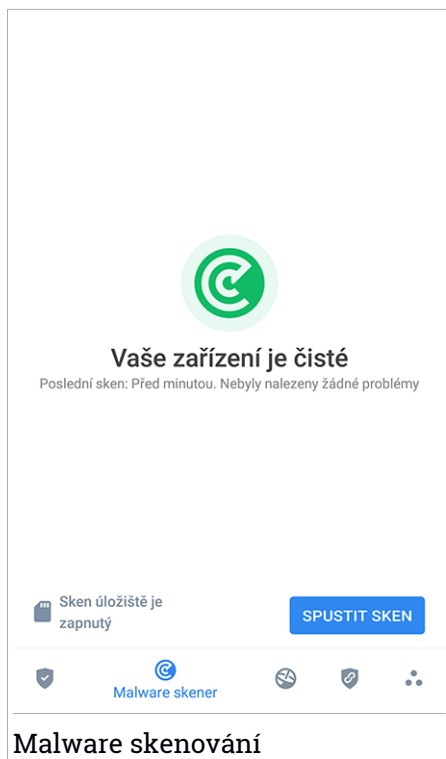 Vaše zařízení je čisté
Poslední sken: Před minutou. Nebyly nalezeny žádné problémy
Sken úložiště je
zapnutý
SPUSTIT SKEN
Malware skener
Malware skenování